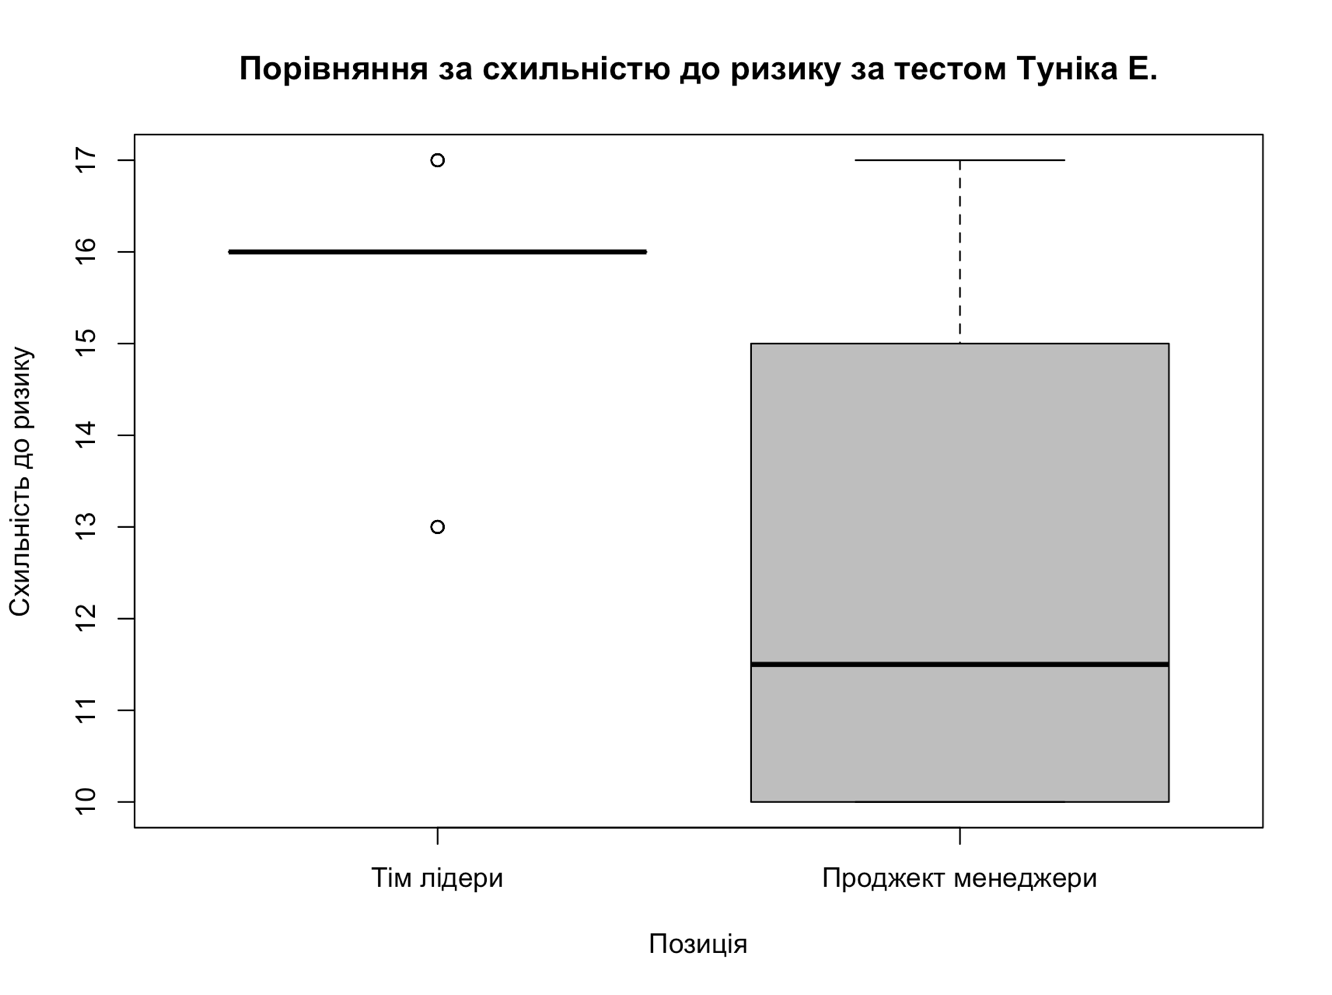 Порівняння за схильністю до ризику за тестом Туніка Е.
Схильність до ризику
17
16
15
14
13
12
11
10
Тім лідери
Проджект менеджери
Позиція